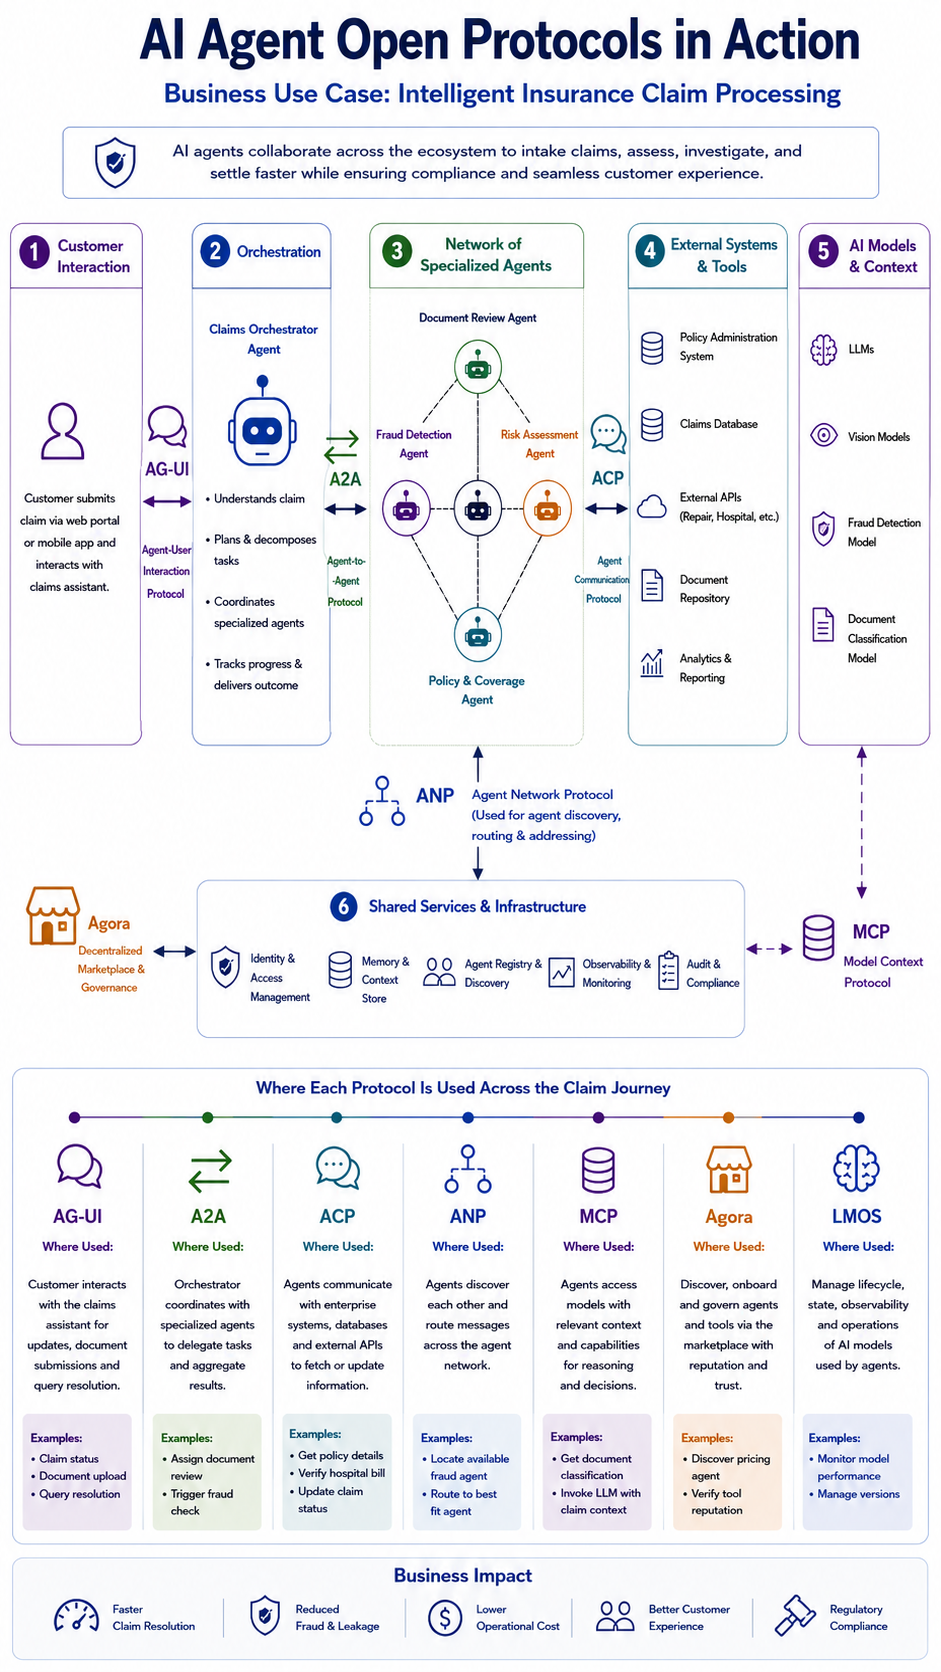 AI Agent Open Protocols in Action
Business Use Case: Intelligent Insurance Claim Processing
AI agents collaborate across the ecosystem to intake claims, assess, investigate, and
settle faster while ensuring compliance and seamless customer experience.
1 Customer
Interaction
Customer submits
claim via web portal
or mobile app and
interacts with
claims assistant.
AG-UI
Agent-User
Interaction
Protocol
2 Orchestration
Claims Orchestrator
Agent
• Understands claim
• Plans & decomposes
tasks
• Coordinates
specialized agents
• Tracks progress &
delivers outcome
A2A
Agent-to-
-Agent
Protocol
3 Network of
Specialized Agents
Document Review Agent
Fraud Detection
Agent
Risk Assessment
Agent
Policy & Coverage
Agent
ACP
Agent
Communication
Protocol
4 External Systems
& Tools
Policy Administration
System
Claims Database
External APIs
(Repair, Hospital, etc.)
Document
Repository
Analytics &
Reporting
5 AI Models
& Context
LLMs
Vision Models
Fraud Detection
Model
Document
Classification
Model
ANP
Agent Network Protocol
(Used for agent discovery,
routing & addressing)
Agora
Decentralized
Marketplace &
Governance
6 Shared Services & Infrastructure
Identity &
Access
Management
Memory &
Context
Store
Agent Registry &
Discovery
Observability &
Monitoring
Audit &
Compliance
MCP
Model Context
Protocol
Where Each Protocol Is Used Across the Claim Journey
AG-UI
Where Used:
Customer interacts
with the claims
assistant for
updates, document
submissions and
query resolution.
Examples:
• Claim status
• Document upload
• Query resolution
A2A
Where Used:
Orchestrator
coordinates with
specialized agents
to delegate tasks
and aggregate
results.
Examples:
• Assign document
review
• Trigger fraud
check
ACP
Where Used:
Agents communicate
with enterprise
systems, databases
and external APIs
to fetch or update
information.
Examples:
• Get policy details
• Verify hospital bill
• Update claim
status
ANP
Where Used:
Agents discover
each other and
route messages
across the agent
network.
Examples:
• Locate available
fraud agent
• Route to best
fit agent
MCP
Where Used:
Agents access
models with
relevant context
and capabilities
for reasoning
and decisions.
Examples:
• Get document
classification
• Invoke LLM with
claim context
Agora
Where Used:
Discover, onboard
and govern agents
and tools via the
marketplace with
reputation and
trust.
Examples:
• Discover pricing
agent
• Verify tool
reputation
LMOS
Where Used:
Manage lifecycle,
state, observability
and operations
of AI models
used by agents.
Examples:
• Monitor model
performance
• Manage versions
Business Impact
Faster
Claim Resolution
Reduced
Fraud & Leakage
$
Lower
Operational Cost
Better Customer
Experience
Regulatory
Compliance